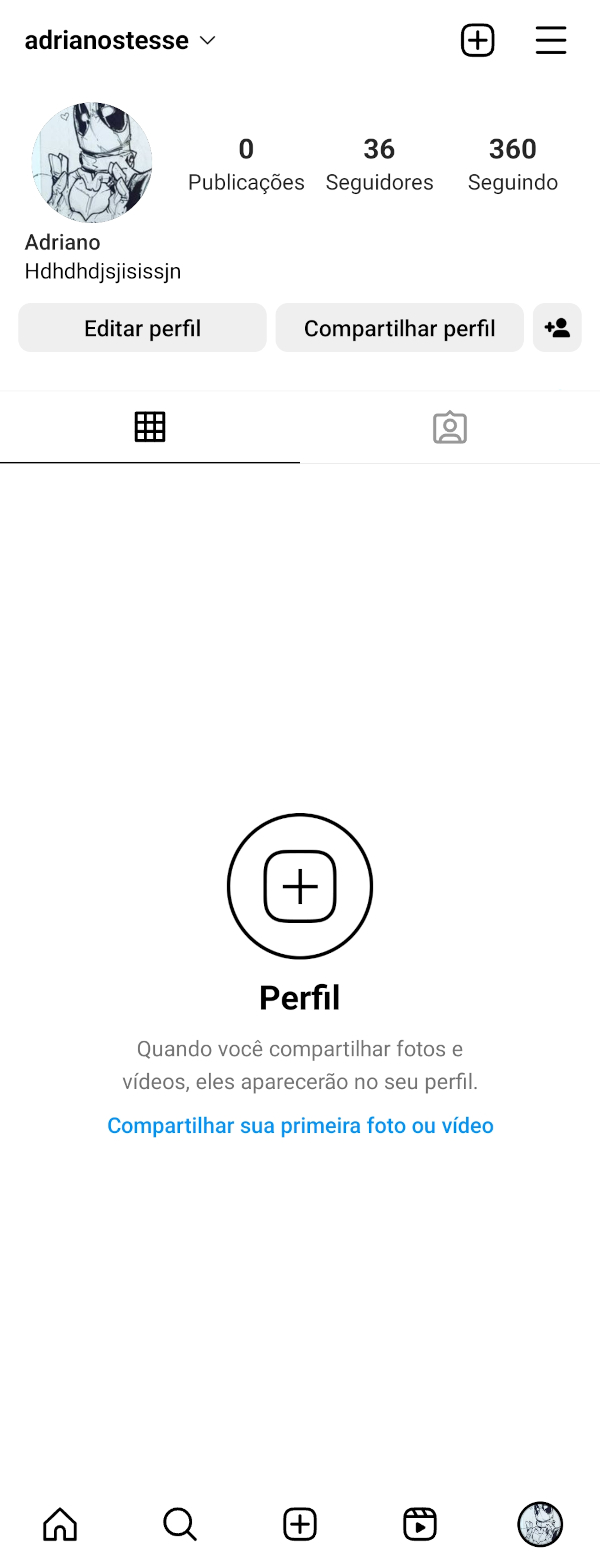 adrianostesse
0 36 360
Publicações Seguidores Seguindo
Adriano
Hdhdhdjsjisissjn
Editar perfil Compartilhar perfil
Perfil
Quando você compartilhar fotos e
vídeos, eles aparecerão no seu perfil.
Compartilhar sua primeira foto ou vídeo